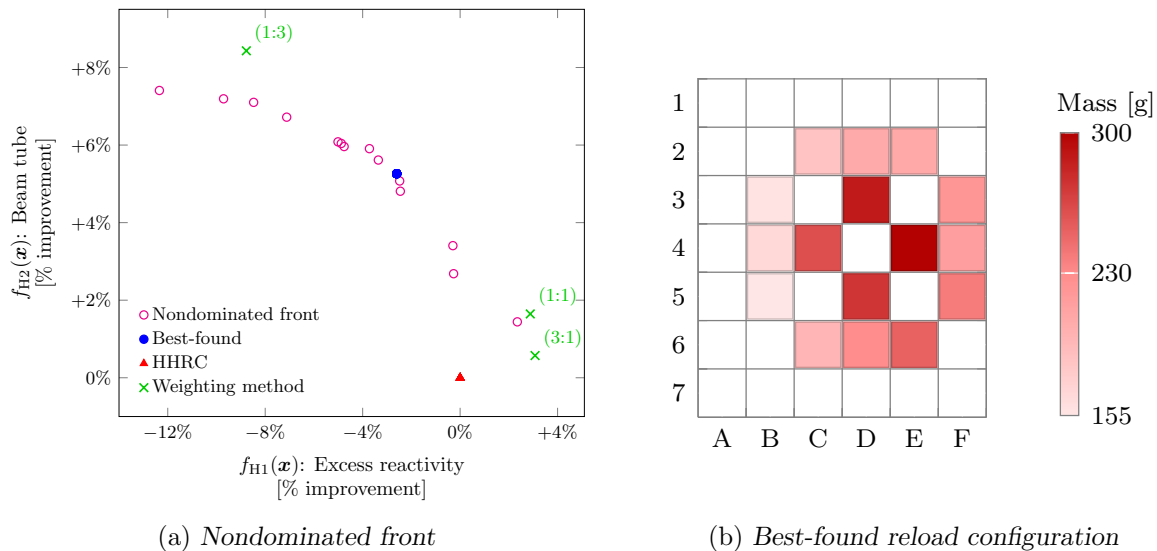 (1:3)
+8%
+6%
+4%
+2%
0%
f_H2(x): Beam tube
[% improvement]
(1:1)
(3:1)
Nondominated front
Best-found
HHRC
Weighting method
−12%
−8%
−4%
0%
+4%
f_H1(x): Excess reactivity
[% improvement]
(a) Nondominated front
1
2
3
4
5
6
7
A B C D E F
Mass [g]
300
230
155
(b) Best-found reload configuration